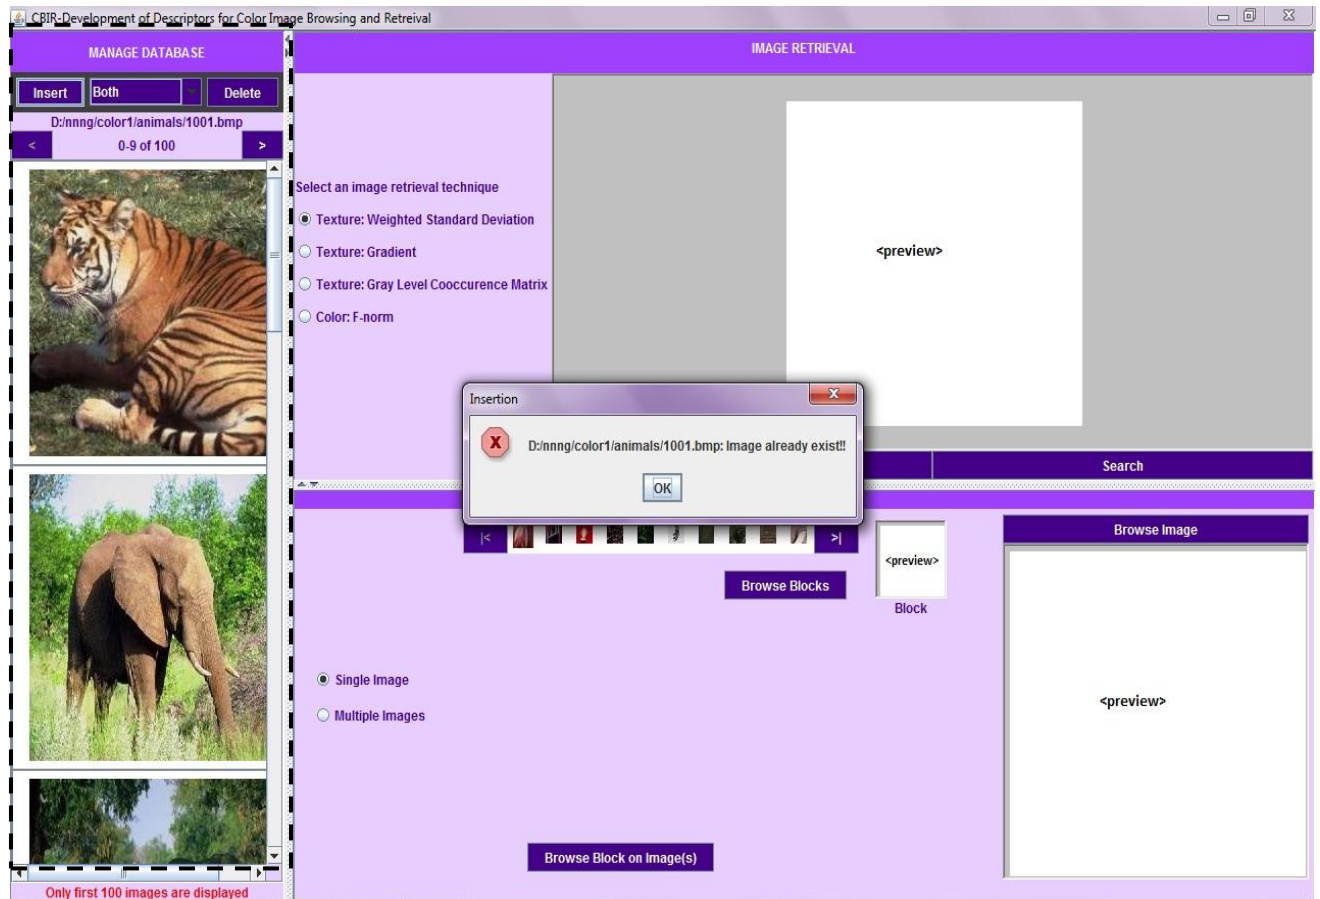 CBIR-Development of Descriptors for Color Image Browsing and Retreival
MANAGE DATABASE
Insert
Both
Delete
D:/nnng/color1/animals/1001.bmp
<
0-9 of 100
>
Only first 100 images are displayed
IMAGE RETRIEVAL
Select an image retrieval technique
Texture: Weighted Standard Deviation
Texture: Gradient
Texture: Gray Level Cooccurence Matrix
Color: F-norm
<preview>
Search
Insertion
X
X
D:/nnng/color1/animals/1001.bmp: Image already exist!!
OK
|<
>|
Browse Blocks
<preview>
Block
Browse Image
<preview>
Single Image
Multiple Images
Browse Block on Image(s)